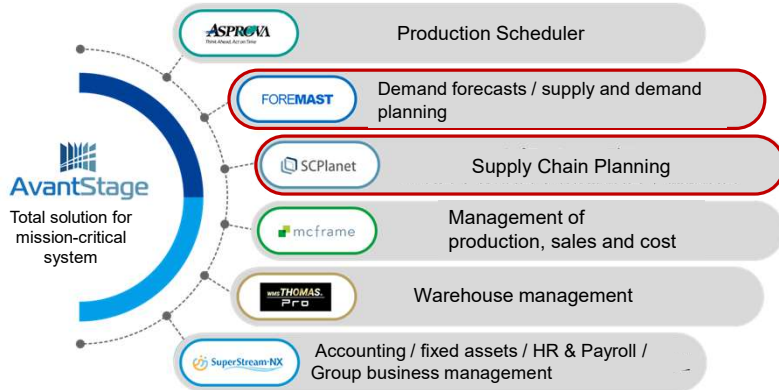 ASPROVA
Think Ahead, Act on Time
Production Scheduler
FOREMAST
Demand forecasts / supply and demand
planning
SCPlanet
Supply Chain Planning
AvantStage
Total solution for
mission-critical
system
mcframe
Management of
production, sales and cost
WMS THOMAS.
Pro
Warehouse management
SuperStream-NX
Accounting / fixed assets / HR & Payroll /
Group business management